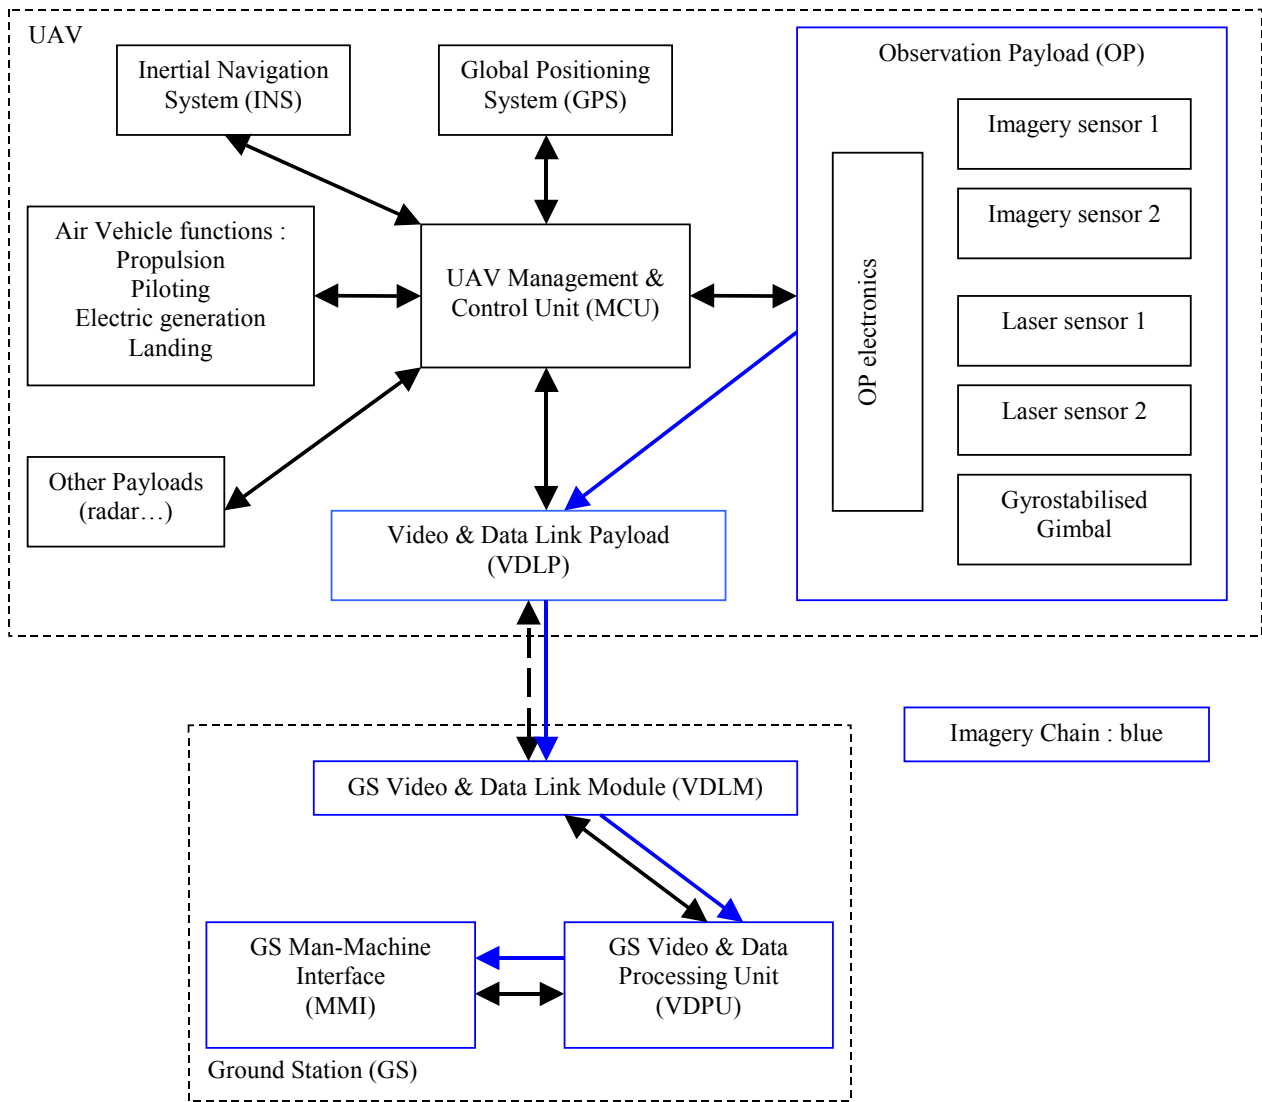 UAV
Inertial Navigation
System (INS)
Global Positioning
System (GPS)
Observation Payload (OP)
Imagery sensor 1
Imagery sensor 2
Laser sensor 1
Laser sensor 2
Gyrostabilised
Gimbal
OP electronics
Air Vehicle functions :
Propulsion
Piloting
Electric generation
Landing
UAV Management &
Control Unit (MCU)
Other Payloads
(radar…)
Video & Data Link Payload
(VDLP)
Imagery Chain : blue
GS Video & Data Link Module (VDLM)
GS Man-Machine
Interface
(MMI)
GS Video & Data
Processing Unit
(VDPU)
Ground Station (GS)